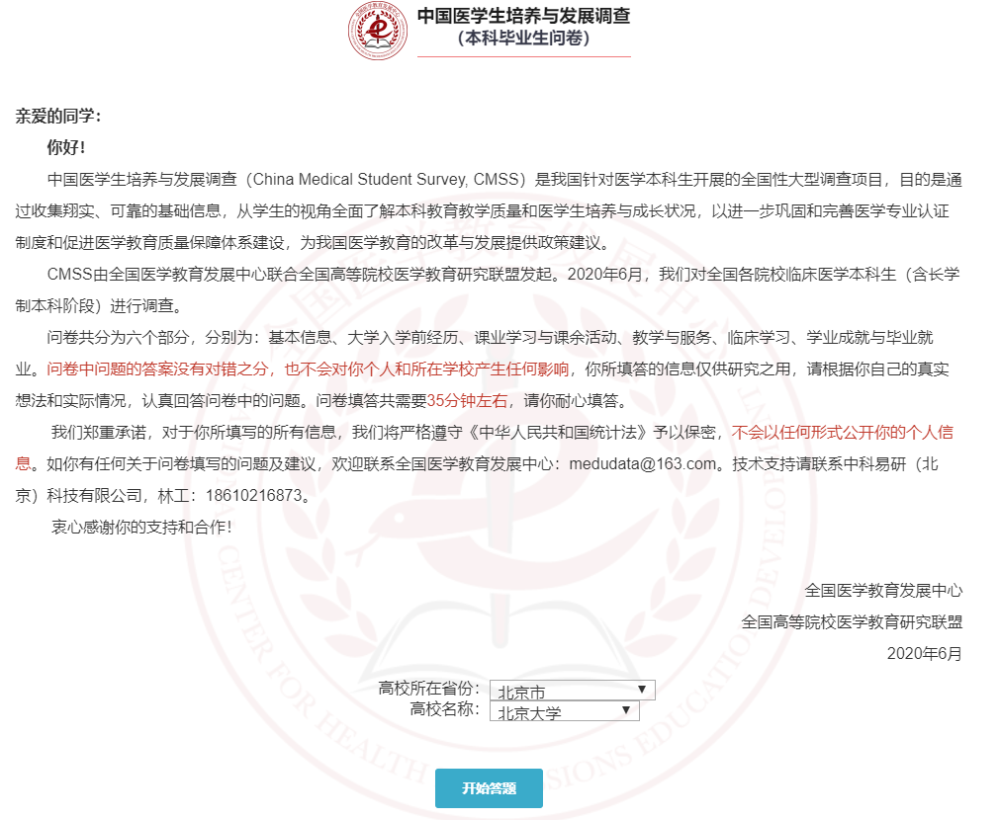 中国医学生培养与发展调查
（本科毕业生问卷）
亲爱的同学：
你好！
中国医学生培养与发展调查（China Medical Student Survey, CMSS）是我国针对医学本科生开展的全国性大型调查项目，目的是通
过收集翔实、可靠的基础信息，从学生的视角全面了解本科教育教学质量和医学生培养与成长状况，以进一步巩固和完善医学专业认证
制度和促进医学教育质量保障体系建设，为我国医学教育的改革与发展提供政策建议。
CMSS由全国医学教育发展中心联合全国高等院校医学教育研究联盟发起。2020年6月，我们对全国各院校临床医学本科生（含长学
制本科阶段）进行调查。
问卷共分为六个部分，分别为：基本信息、大学入学前经历、课业学习与课余活动、教学与服务、临床学习、学业成就与毕业就
业。问卷中问题的答案没有对错之分，也不会对你个人和所在学校产生任何影响，你所填答的信息仅供研究之用，请根据你自己的真实
想法和实际情况，认真回答问卷中的问题。问卷填答共需要35分钟左右，请你耐心填答。
我们郑重承诺，对于你所填写的所有信息，我们将严格遵守《中华人民共和国统计法》予以保密，不会以任何形式公开你的个人信
息。如你有任何关于问卷填写的问题及建议，欢迎联系全国医学教育发展中心：medudata@163.com。技术支持请联系中科易研（北
京）科技有限公司，林工：18610216873。
衷心感谢你的支持和合作！
全国医学教育发展中心
全国高等院校医学教育研究联盟
2020年6月
高校所在省份： 北京市
高校名称： 北京大学
开始答题